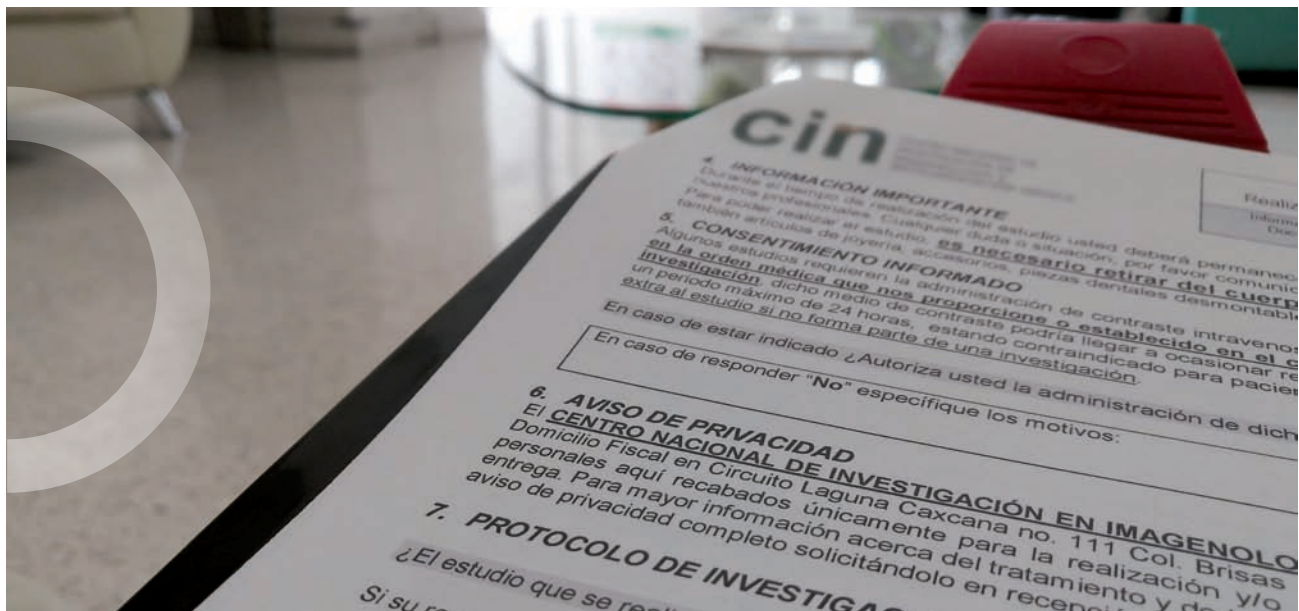 cin
4. INFORMACIÓN IMPORTANTE
Durante el tiempo de realización del estudio usted deberá permanec
nuestros profesionales. Cualquier duda o situación, por favor comuníc
Para poder realizar el estudio, es necesario retirar del cuerp
también artículos de joyería, accesorios, piezas dentales desmontable
5. CONSENTIMIENTO INFORMADO
Algunos estudios requieren la administración de contraste intravenos
en la orden médica que nos proporcione o establecido en el c
investigación, dicho medio de contraste podría llegar a ocasionar re
un periodo máximo de 24 horas, estando contraindicado para pacien
extra al estudio si no forma parte de una investigación.
En caso de estar indicado ¿Autoriza usted la administración de dich
En caso de responder "No" especifique los motivos:
6. AVISO DE PRIVACIDAD
El CENTRO NACIONAL DE INVESTIGACIÓN EN IMAGENOLO
Domicilio Fiscal en Circuito Laguna Caxcana no. 111 Col. Brisas
personales aquí recabados únicamente para la realización y/o
entrega. Para mayor información acerca del tratamiento y de
aviso de privacidad completo solicitándolo en recep
7. PROTOCOLO DE INVESTIGAC
¿El estudio que se reali
Si su re
Realiz